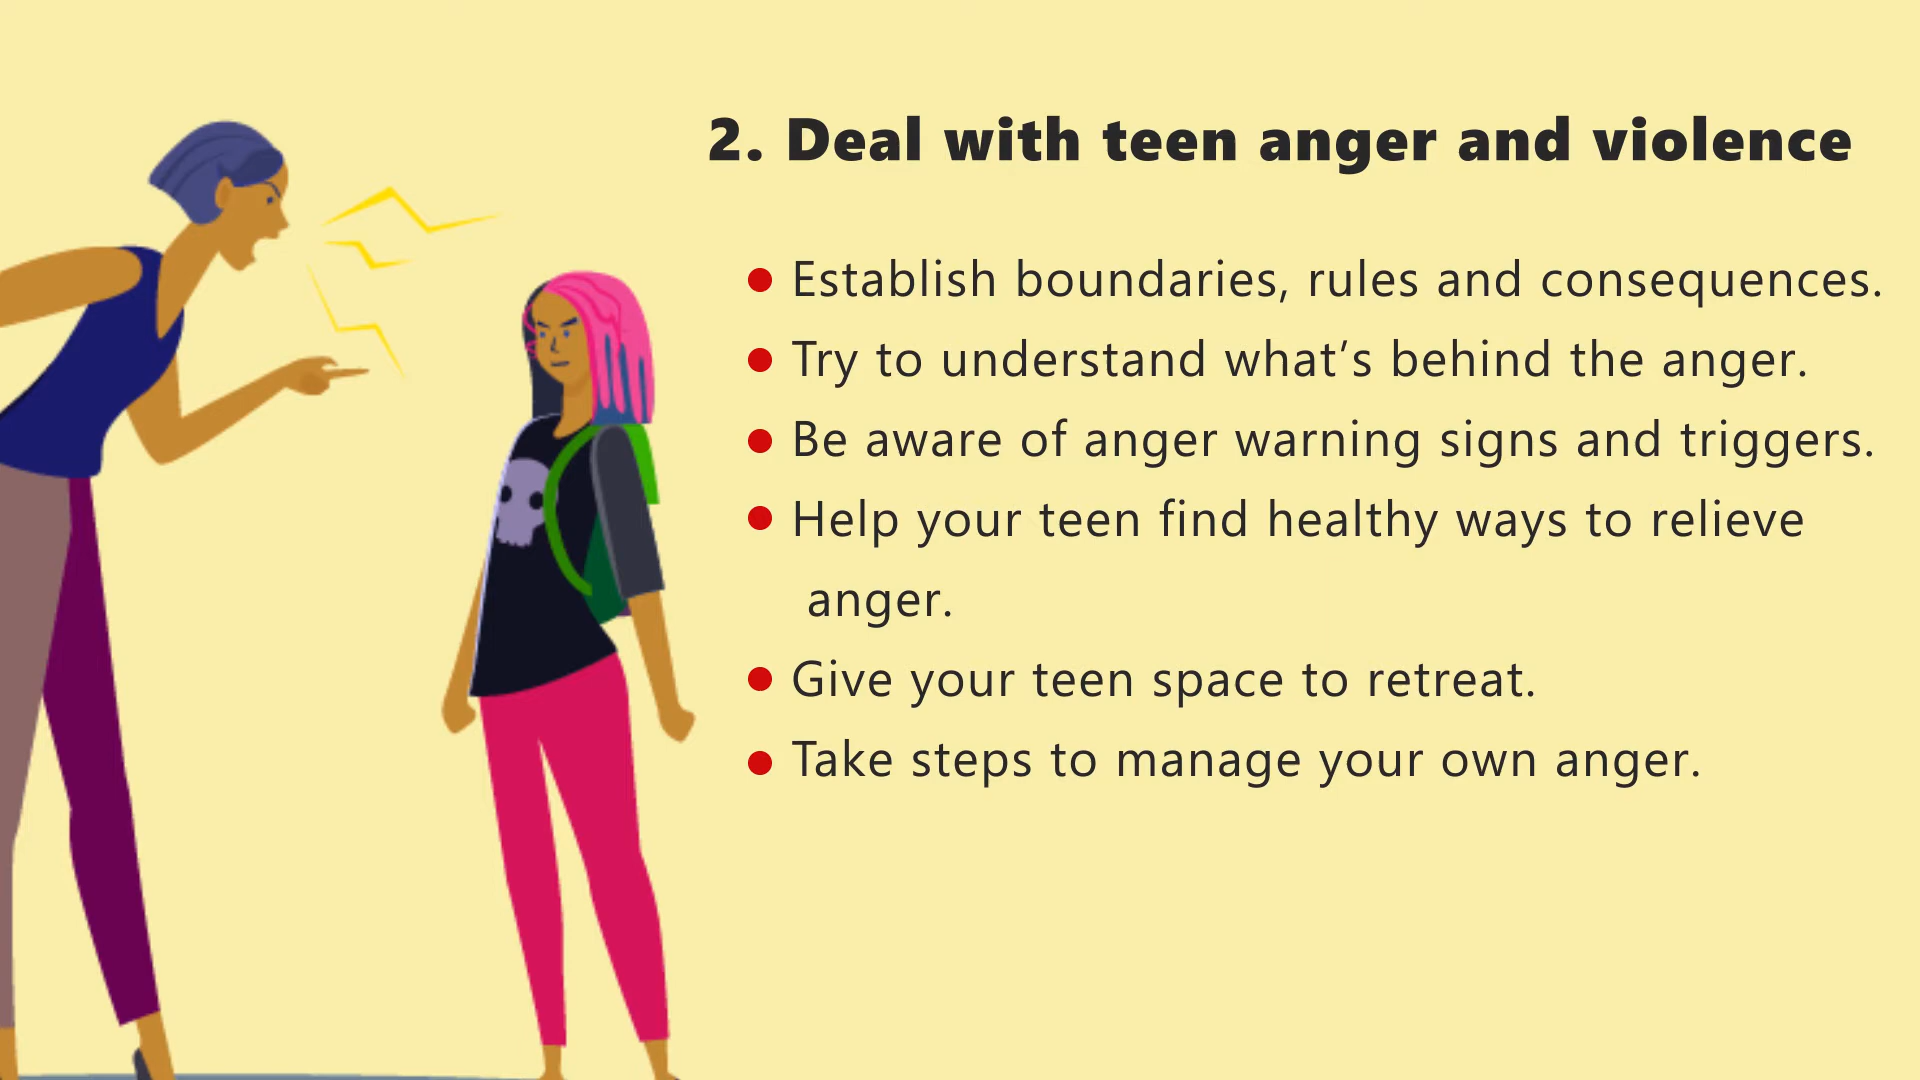 2. Deal with teen anger and violence
Establish boundaries, rules and consequences.
Try to understand what’s behind the anger.
Be aware of anger warning signs and triggers.
Help your teen find healthy ways to relieve
anger.
Give your teen space to retreat.
Take steps to manage your own anger.